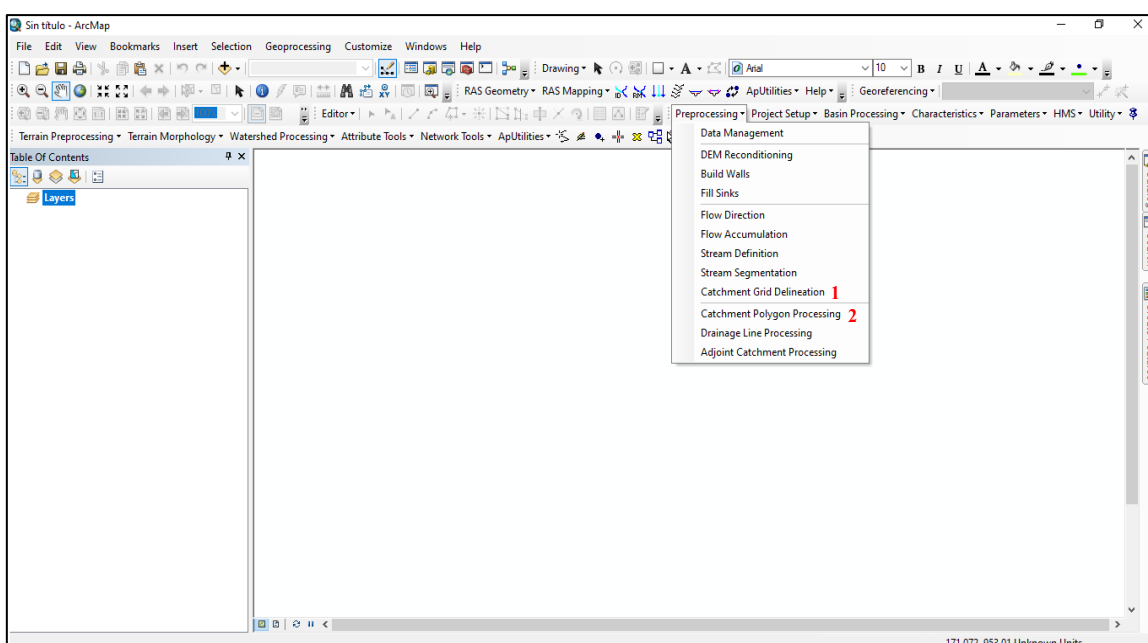 Sin título - ArcMap
File Edit View Bookmarks Insert Selection Geoprocessing Customize Windows Help
Drawing Arial 10 B I U A
RAS Geometry RAS Mapping ApUtilities Help Georeferencing
Editor Preprocessing Project Setup Basin Processing Characteristics Parameters HMS Utility
Terrain Preprocessing Terrain Morphology Watershed Processing Attribute Tools Network Tools ApUtilities
Data Management
Table Of Contents
DEM Reconditioning
Build Walls
Fill Sinks
Layers
Flow Direction
Flow Accumulation
Stream Definition
Stream Segmentation
Catchment Grid Delineation 1
Catchment Polygon Processing 2
Drainage Line Processing
Adjoint Catchment Processing
171,072 953,01 Unknown Units